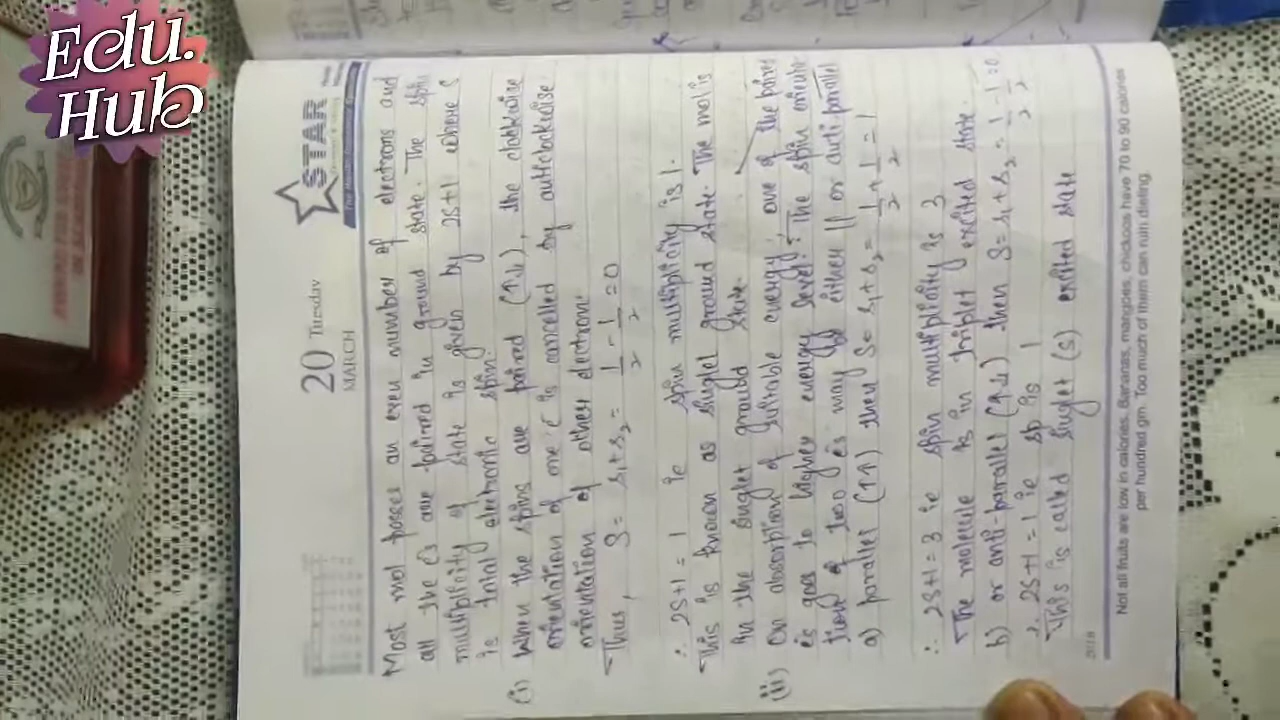 Edu.
Hub
STAR
20 Tuesday
MARCH
Most mol posses an even number of electrons and
all the es are paired in ground state. The spin
multiplicity of state is given by 2S+1 where S
is total electronic spin.
(i) When the spins are paired (↑↓), the clockwise
orientation of one e is cancelled by anticlockwise
orientation of other electron.
Thus, S = s₁ + s₂ = 1/2 - 1/2 = 0
∴ 2S+1 = 1 ie spin multiplicity is 1.
This is known as singlet ground state. The mol is
in the singlet ground state.
(ii) On absorption of suitable energy, one of the paired
es goes to higher energy level. The spin orienta
tion of two es may be either || or anti-parallel
a) parallel (↑↑) then S = s₁ + s₂ = 1/2 + 1/2 = 1
∴ 2S+1 = 3 ie spin multiplicity is 3
The molecule is in triplet excited state.
b) or anti-parallel (↑↓) then S = s₁ + s₂ = 1/2 - 1/2 = 0
∴ 2S+1 = 1 ie sp is 1
This is called singlet (S) exited state
2018
Not all fruits are low in calories. Bananas, mangoes, chickoos have 70 to 90 calories
per hundred gm. Too much of them can ruin dieting.